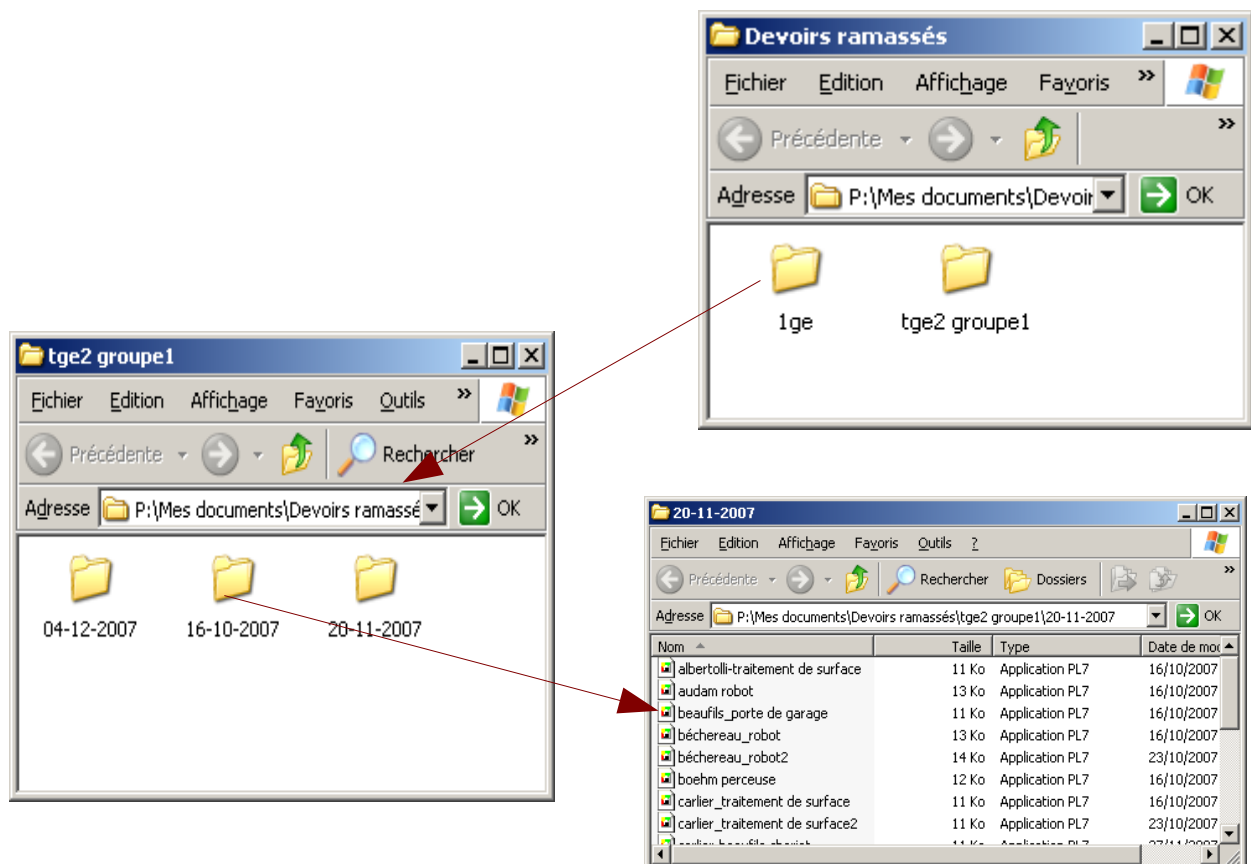 Devoirs ramassés
Fichier Edition Affichage Favoris »
Précédente »
Adresse P:\Mes documents\Devoir OK
1ge tge2 groupe1
tge2 groupe1
Fichier Edition Affichage Favoris Outils »
Précédente Rechercher »
Adresse P:\Mes documents\Devoirs ramassé OK
04-12-2007 16-10-2007 20-11-2007
20-11-2007
Fichier Edition Affichage Favoris Outils ?
Précédente Rechercher Dossiers »
Adresse P:\Mes documents\Devoirs ramassés\tge2 groupe1\20-11-2007 OK
Nom Taille Type Date de mod
albertolli-traitement de surface 11 Ko Application PL7 16/10/2007
audam robot 13 Ko Application PL7 16/10/2007
beaufils_porte de garage 11 Ko Application PL7 16/10/2007
béchereau_robot 13 Ko Application PL7 16/10/2007
béchereau_robot2 14 Ko Application PL7 23/10/2007
boehm perceuse 12 Ko Application PL7 16/10/2007
carlier_traitement de surface 11 Ko Application PL7 16/10/2007
carlier_traitement de surface2 11 Ko Application PL7 23/10/2007